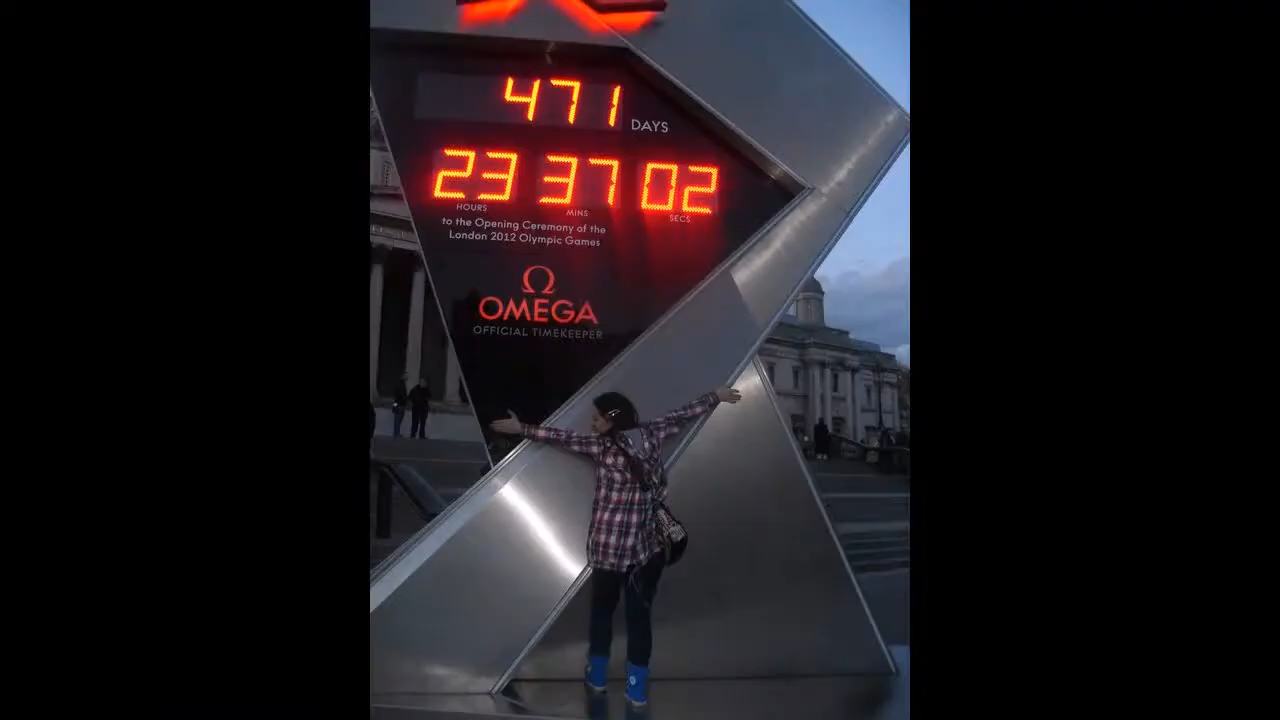 471 DAYS
23 37 02
HOURS MINS SECS
to the Opening Ceremony of the
London 2012 Olympic Games
Ω
OMEGA
OFFICIAL TIMEKEEPER